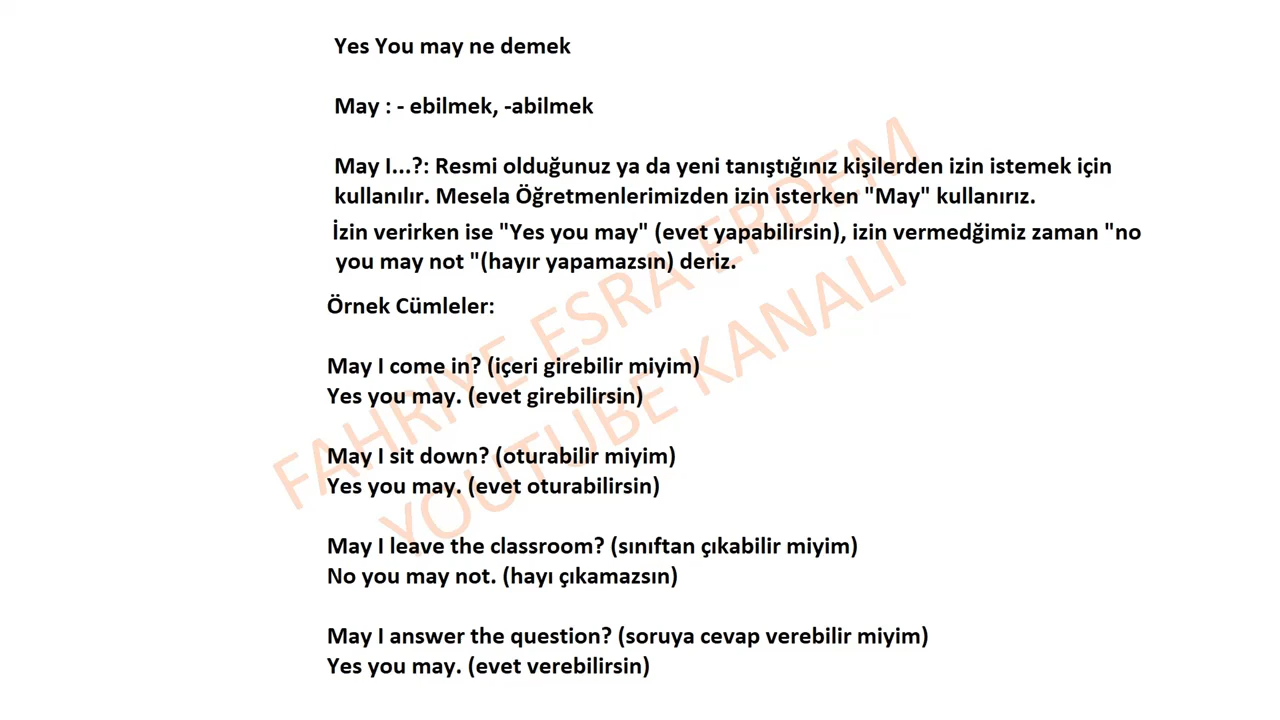 Yes You may ne demek
May : - ebilmek, -abilmek
May I...?: Resmi olduğunuz ya da yeni tanıştığınız kişilerden izin istemek için
kullanılır. Mesela Öğretmenlerimizden izin isterken "May" kullanırız.
İzin verirken ise "Yes you may" (evet yapabilirsin), izin vermedğimiz zaman "no
you may not "(hayır yapamazsın) deriz.
Örnek Cümleler:
May I come in? (içeri girebilir miyim)
Yes you may. (evet girebilirsin)
May I sit down? (oturabilir miyim)
Yes you may. (evet oturabilirsin)
May I leave the classroom? (sınıftan çıkabilir miyim)
No you may not. (hayı çıkamazsın)
May I answer the question? (soruya cevap verebilir miyim)
Yes you may. (evet verebilirsin)
FAHRİYE ESRA ERDEM
YOUTUBE KANALI